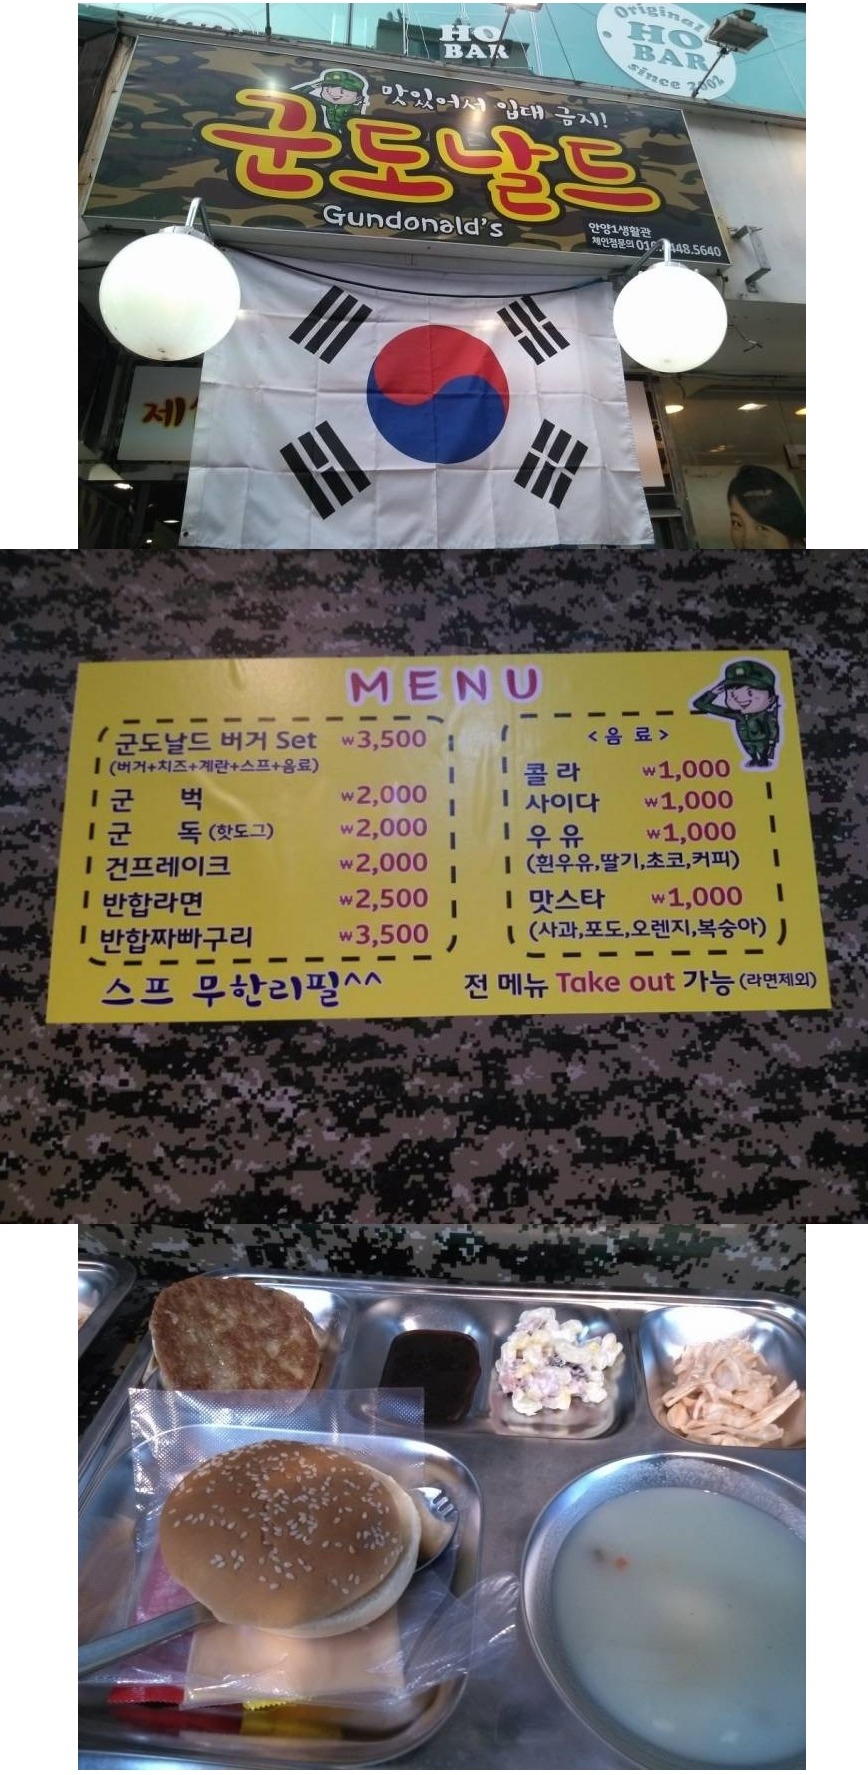 HO
BAR
Original
HO
BAR
since 2002
맛있어서 입대 금지!
군도날드
Gundonald's
안양1생활관
체인점문의 448.5640
MENU
군도날드 버거 Set ₩3,500
(버거+치즈+계란+스프+음료)
군 벅 ₩2,000
군 독 (핫도그) ₩2,000
건프레이크 ₩2,000
반합라면 ₩2,500
반합짜빠구리 ₩3,500
<음 료>
콜 라 ₩1,000
사이다 ₩1,000
우 유 ₩1,000
(흰우유,딸기,초코,커피)
맛스타 ₩1,000
(사과,포도,오렌지,복숭아)
스프 무한리필^^
전 메뉴 Take out 가능 (라면제외)